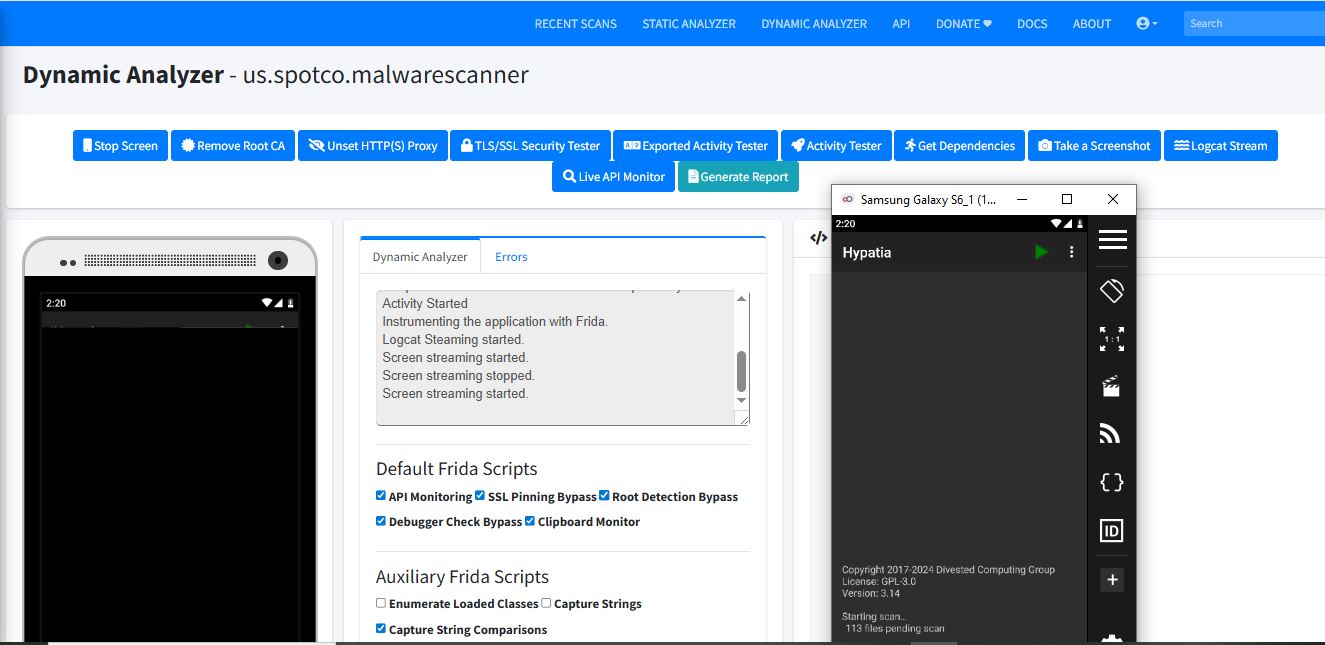 RECENT SCANS STATIC ANALYZER DYNAMIC ANALYZER API DONATE DOCS ABOUT Search
Dynamic Analyzer - us.spotco.malwarescanner
Stop Screen Remove Root CA Unset HTTP(S) Proxy TLS/SSL Security Tester Exported Activity Tester Activity Tester Get Dependencies Take a Screenshot Logcat Stream
Live API Monitor Generate Report
2:20
Dynamic Analyzer Errors
Activity Started
Instrumenting the application with Frida.
Logcat Steaming started.
Screen streaming started.
Screen streaming stopped.
Screen streaming started.
Default Frida Scripts
API Monitoring SSL Pinning Bypass Root Detection Bypass
Debugger Check Bypass Clipboard Monitor
Auxiliary Frida Scripts
Enumerate Loaded Classes Capture Strings
Capture String Comparisons
</>
Samsung Galaxy S6_1 (1...
2:20
Hypatia
1 : 1
{}
ID
+
Copyright 2017-2024 Divested Computing Group
License: GPL-3.0
Version: 3.14
Starting scan...
113 files pending scan